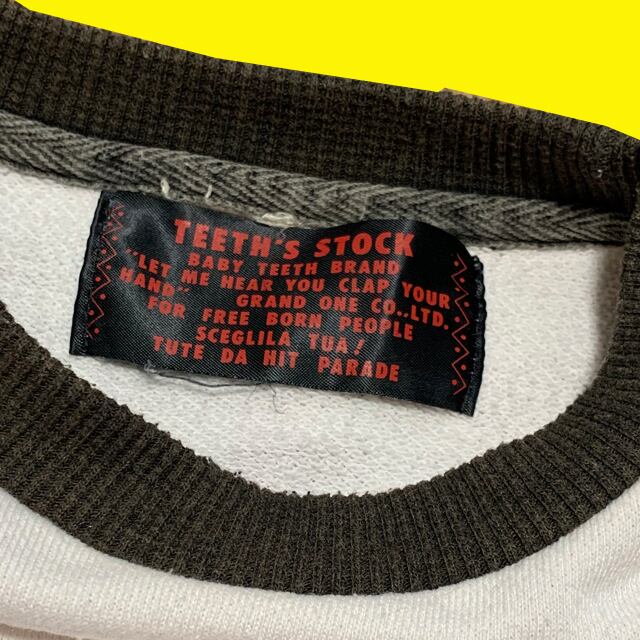 TEETH'S STOCK
BABY TEETH BRAND
"LET ME HEAR YOU CLAP YOUR
HAND" GRAND ONE CO.,LTD.
FOR FREE BORN PEOPLE
SCEGLILA TUA!
TUTE DA HIT PARADE